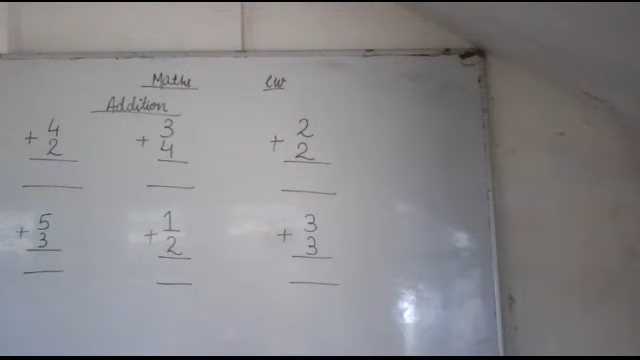 Maths CW
Addition
4 3 2
+ 2 + 4 + 2
5 1 3
+ 3 + 2 + 3